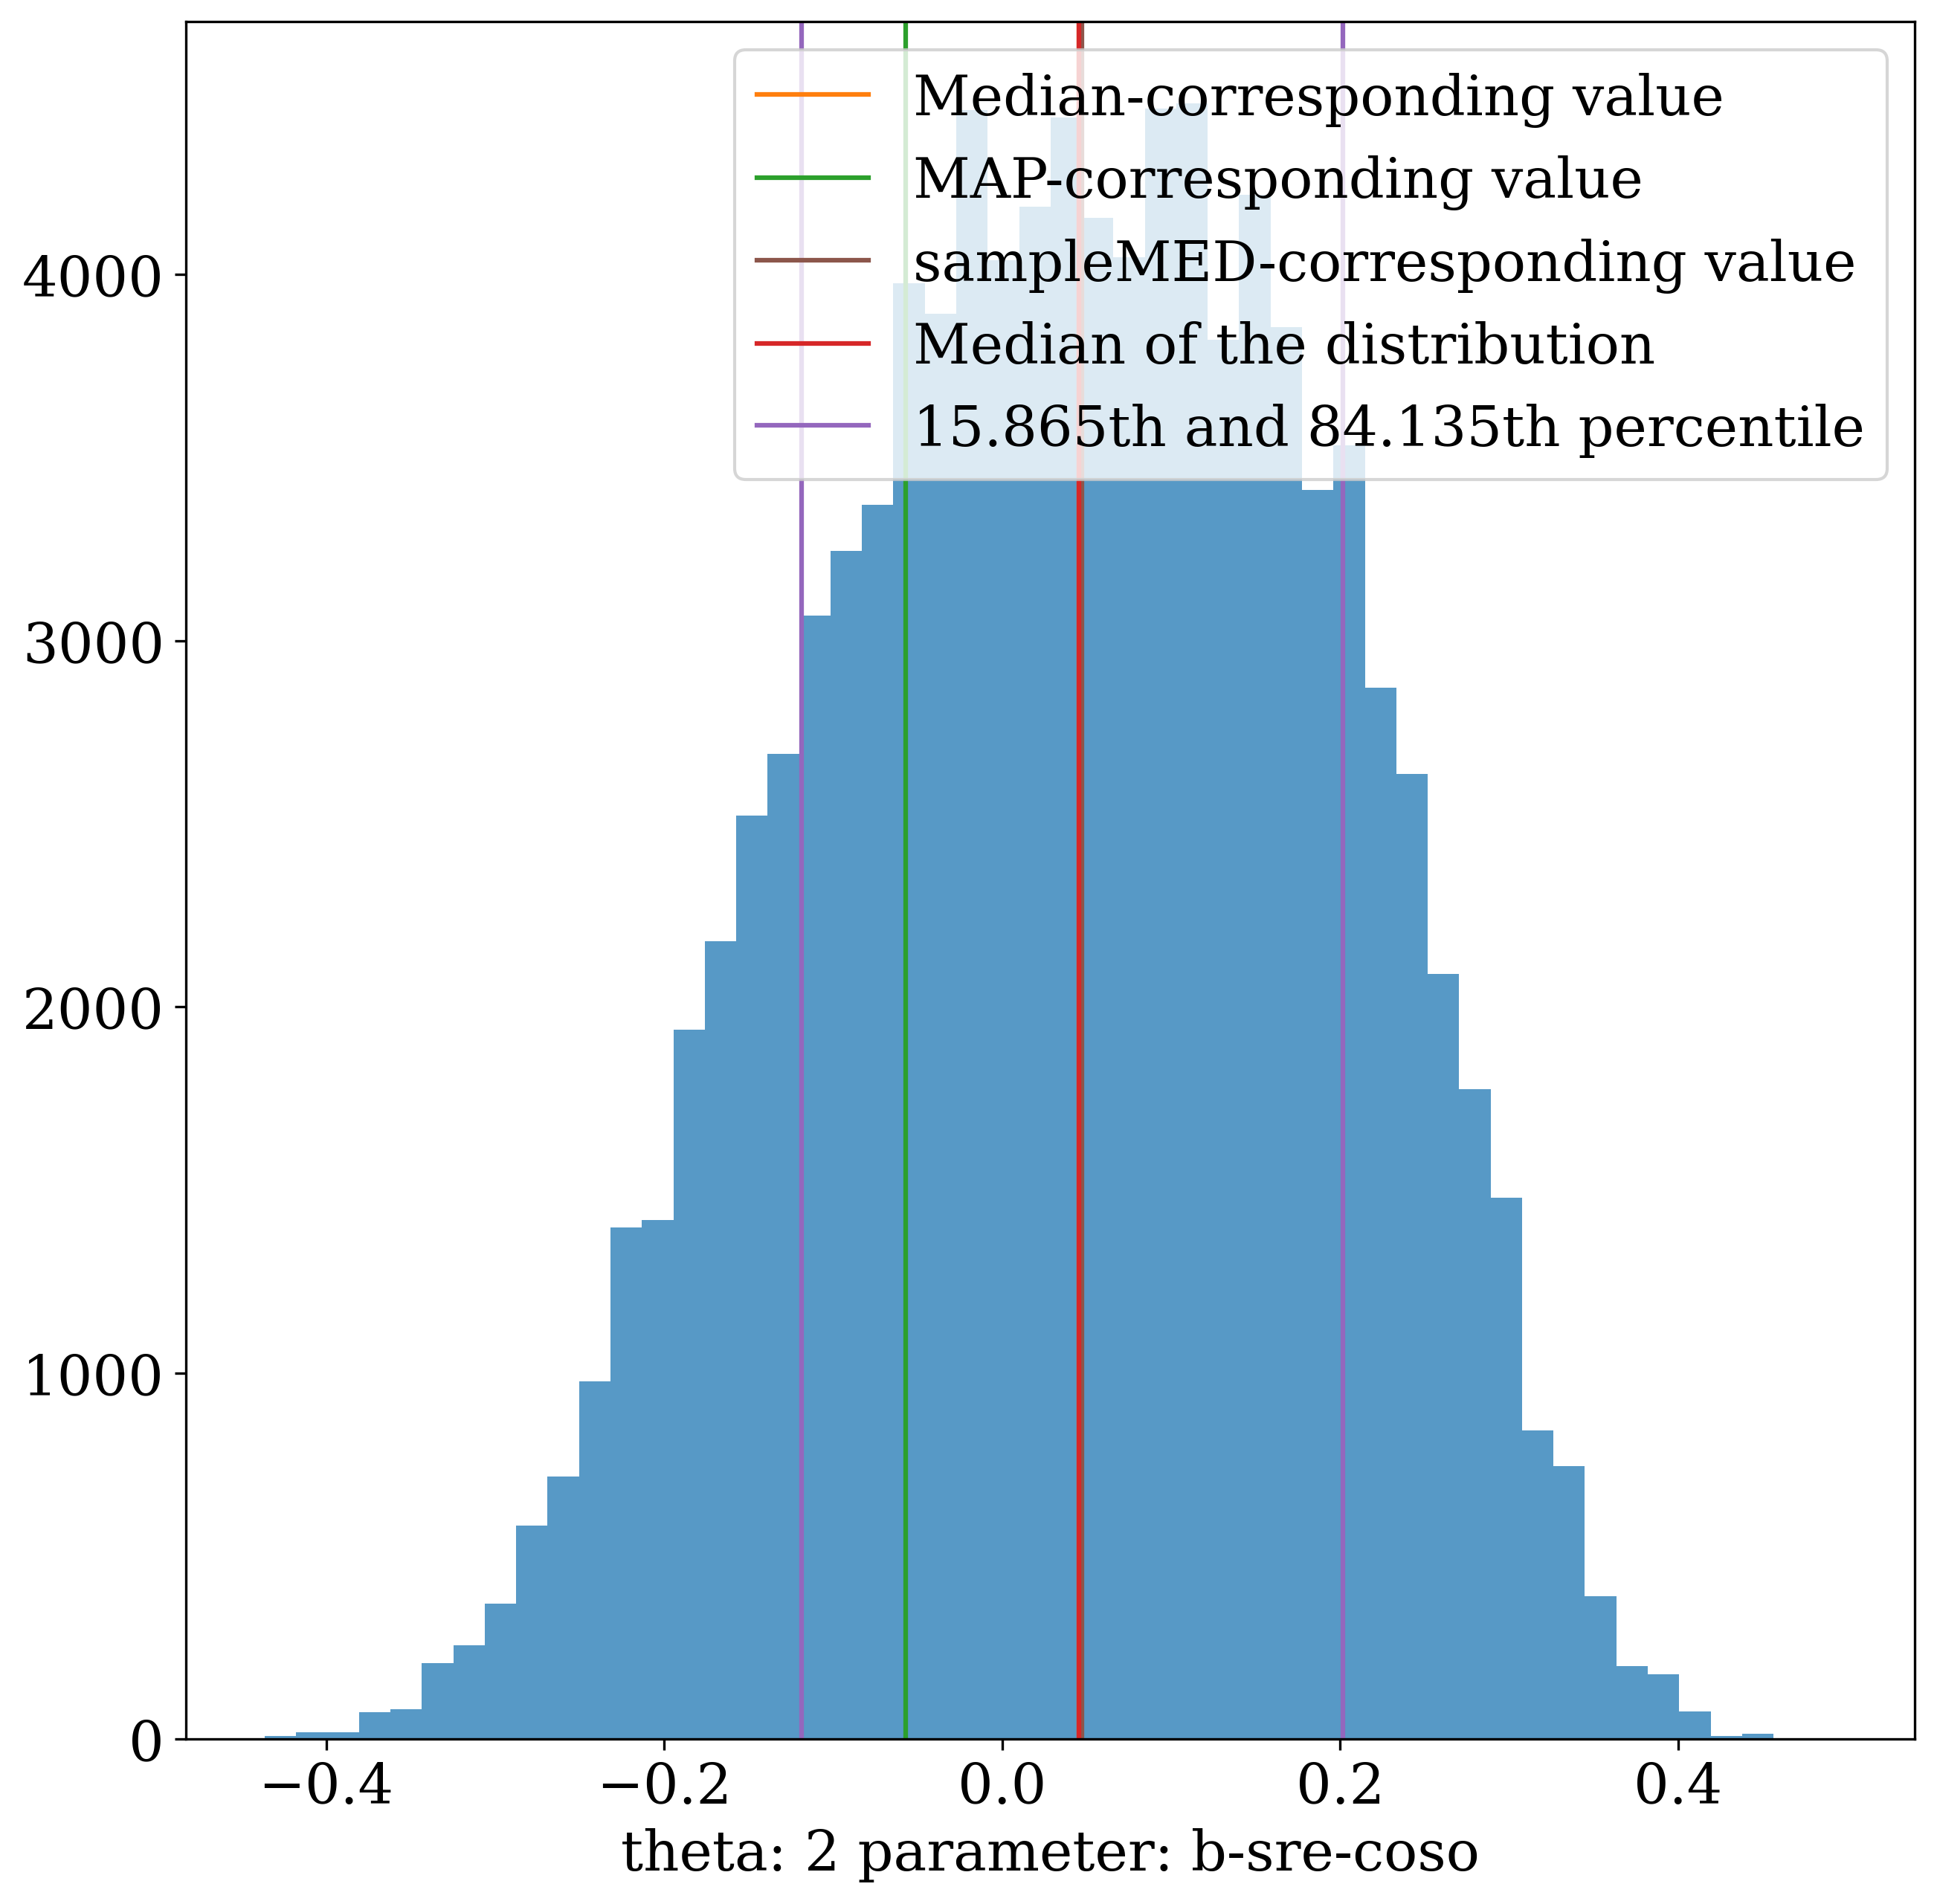 Median-corresponding value
MAP-corresponding value
sampleMED-corresponding value
Median of the distribution
15.865th and 84.135th percentile
4000
3000
2000
1000
0
−0.4 −0.2 0.0 0.2 0.4
theta: 2 parameter: b-sre-coso